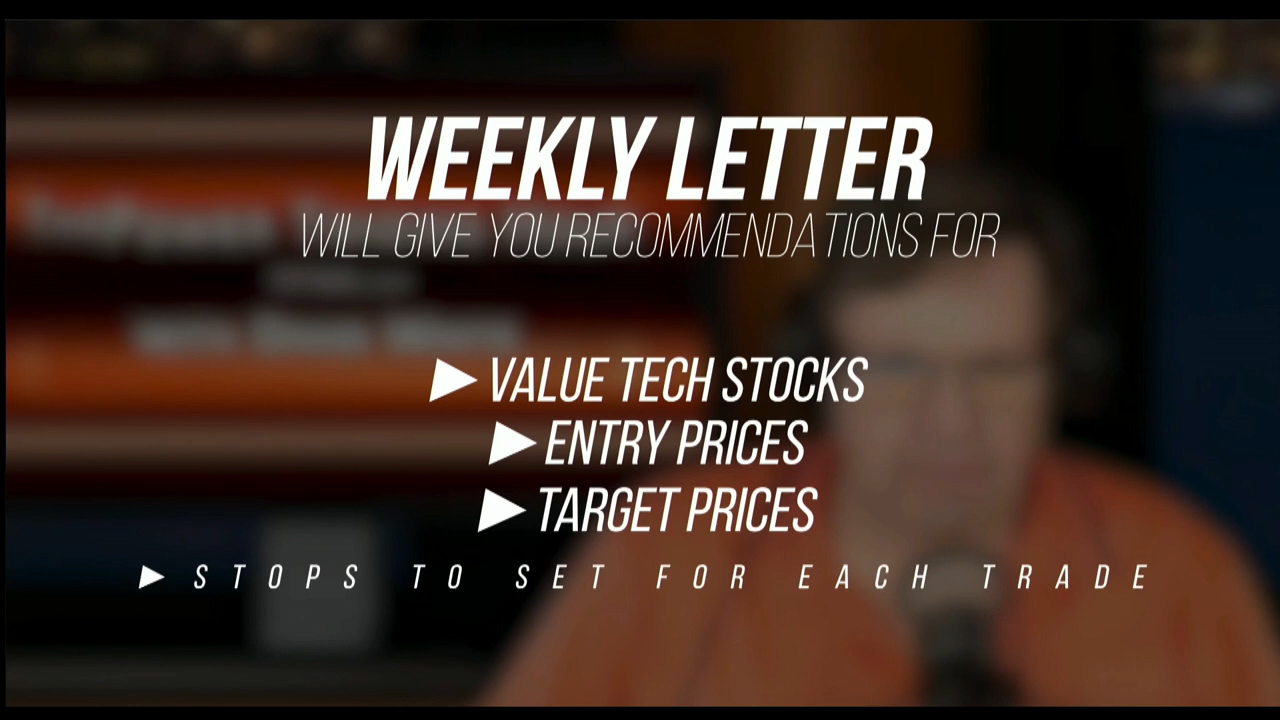 WEEKLY LETTER
WILL GIVE YOU RECOMMENDATIONS FOR
▶ VALUE TECH STOCKS
▶ ENTRY PRICES
▶ TARGET PRICES
▶ STOPS TO SET FOR EACH TRADE